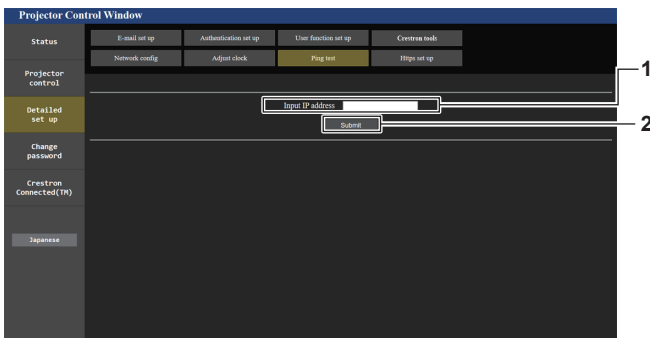 Projector Control Window
Status
E-mail set up
Authentication set up
User function set up
Crestron tools
Network config
Adjust clock
Ping test
Https set up
Projector
control
Detailed
set up
Change
password
Crestron
Connected(TM)
Japanese
Input IP address
Submit
1
2